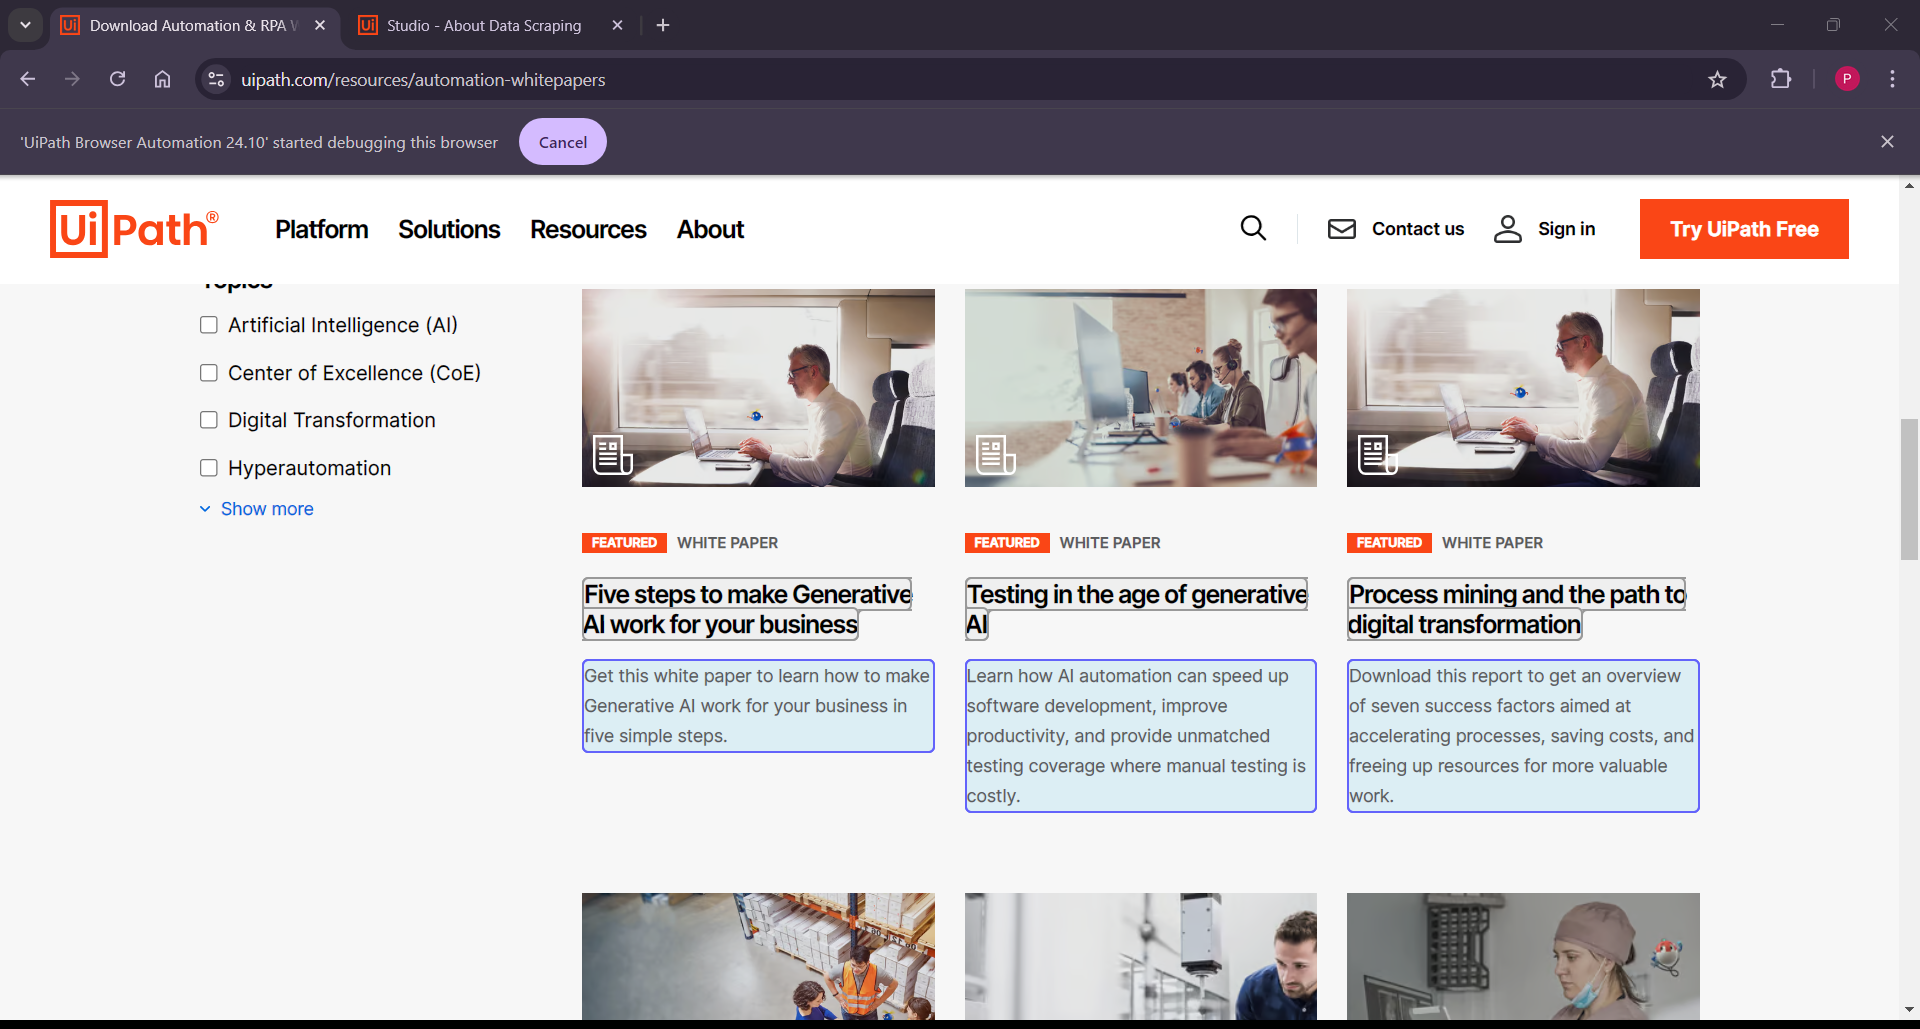 Download Automation & RPA W
Studio - About Data Scraping
uipath.com/resources/automation-whitepapers
P
'UiPath Browser Automation 24.10' started debugging this browser
Cancel
UiPath®
Platform
Solutions
Resources
About
Contact us
Sign in
Try UiPath Free
Topics
Artificial Intelligence (AI)
Center of Excellence (CoE)
Digital Transformation
Hyperautomation
Show more
FEATURED WHITE PAPER
Five steps to make Generative
AI work for your business
Get this white paper to learn how to make
Generative AI work for your business in
five simple steps.
FEATURED WHITE PAPER
Testing in the age of generative
AI
Learn how AI automation can speed up
software development, improve
productivity, and provide unmatched
testing coverage where manual testing is
costly.
FEATURED WHITE PAPER
Process mining and the path to
digital transformation
Download this report to get an overview
of seven success factors aimed at
accelerating processes, saving costs, and
freeing up resources for more valuable
work.